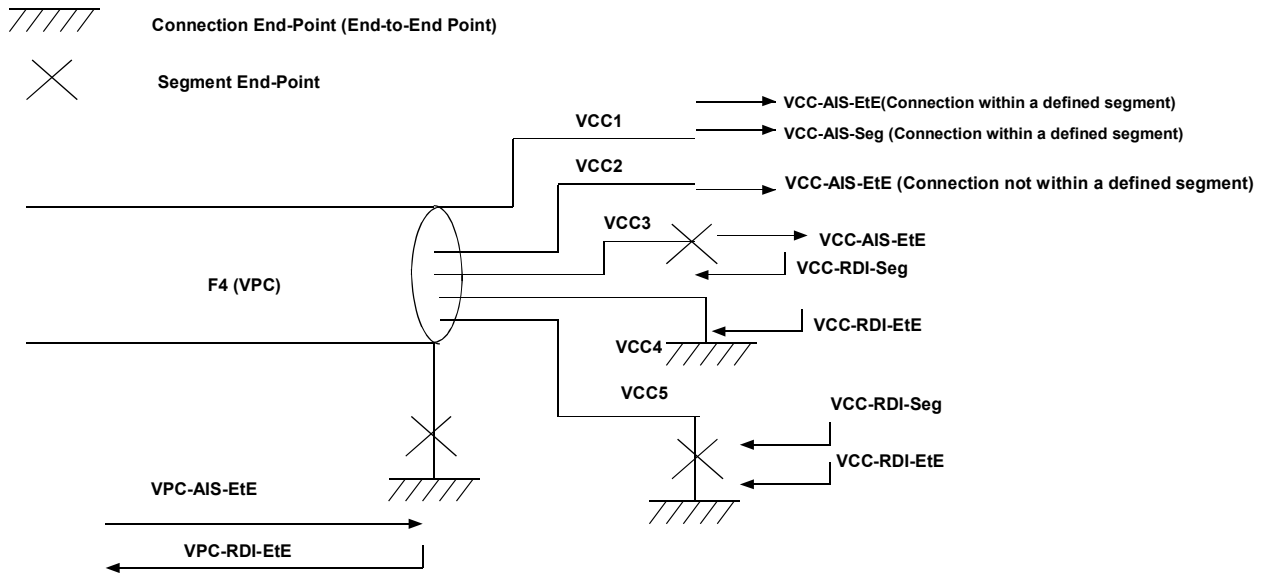 Connection End-Point (End-to-End Point)
Segment End-Point
VCC-AIS-EtE(Connection within a defined segment)
VCC1
VCC-AIS-Seg (Connection within a defined segment)
VCC2
VCC-AIS-EtE (Connection not within a defined segment)
VCC3
VCC-AIS-EtE
VCC-RDI-Seg
F4 (VPC)
VCC-RDI-EtE
VCC4
VCC5
VCC-RDI-Seg
VCC-RDI-EtE
VPC-AIS-EtE
VPC-RDI-EtE